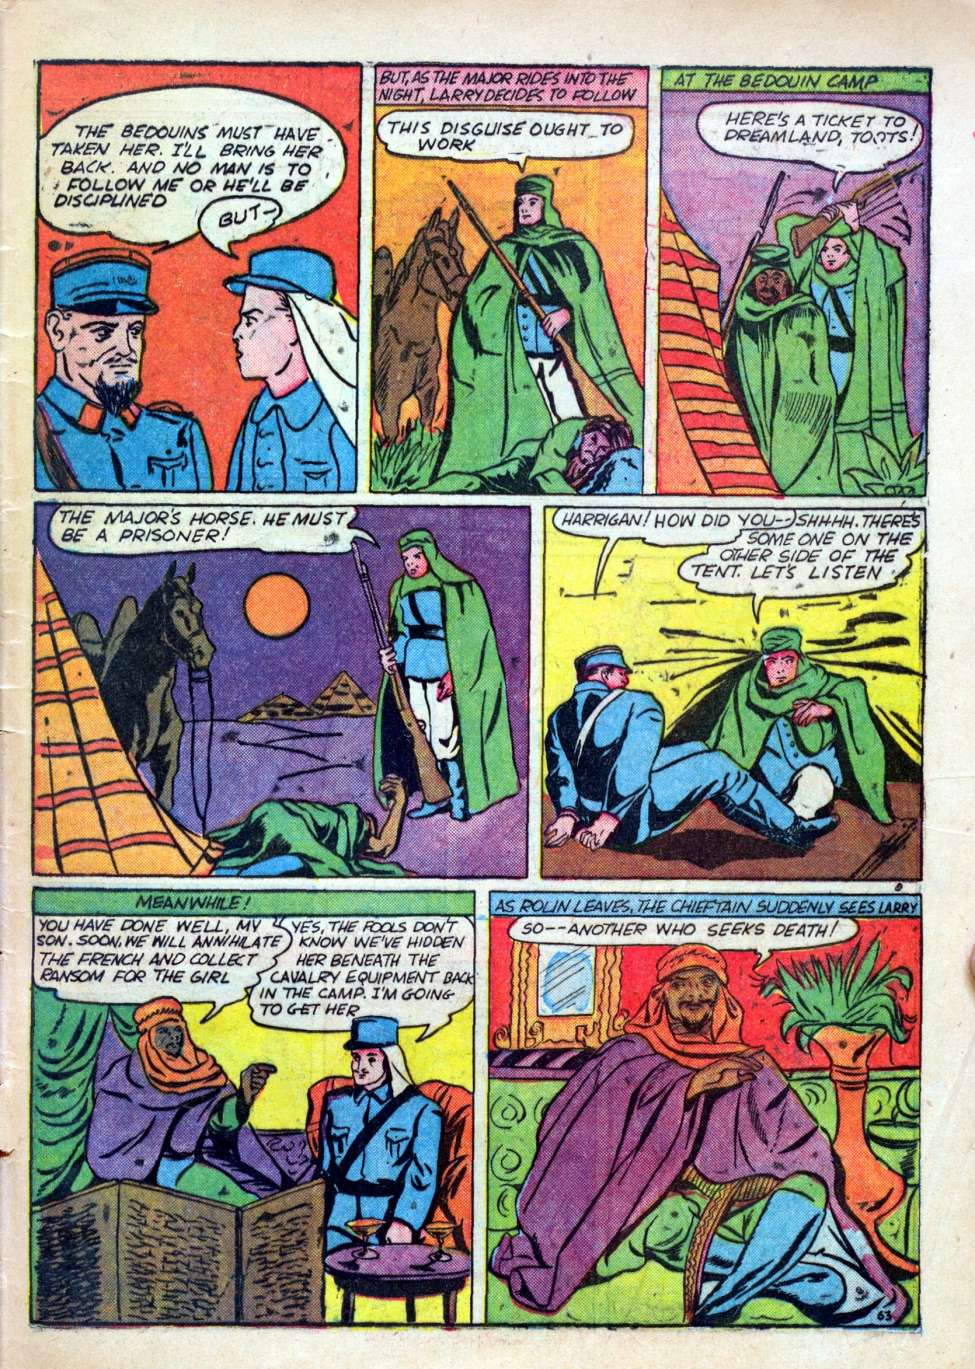 THE BEDOUINS MUST HAVE
TAKEN HER. I'LL BRING HER
BACK. AND NO MAN IS TO
FOLLOW ME OR HE'LL BE
DISCIPLINED
BUT-
BUT, AS THE MAJOR RIDES INTO THE
NIGHT, LARRY DECIDES TO FOLLOW
THIS DISGUISE OUGHT TO
WORK
AT THE BEDOUIN CAMP
HERE'S A TICKET TO
DREAMLAND, TOOTS!
THE MAJOR'S HORSE. HE MUST
BE A PRISONER!
HARRIGAN! HOW DID YOU--
SHHHH. THERE'S
SOME ONE ON THE
OTHER SIDE OF THE
TENT. LET'S LISTEN
MEANWHILE!
YOU HAVE DONE WELL, MY
SON. SOON, WE WILL ANNIHILATE
THE FRENCH AND COLLECT
RANSOM FOR THE GIRL
YES, THE FOOLS DON'T
KNOW WE'VE HIDDEN
HER BENEATH THE
CAVALRY EQUIPMENT BACK
IN THE CAMP. I'M GOING
TO GET HER
AS ROLIN LEAVES, THE CHIEFTAIN SUDDENLY SEES LARRY
SO--ANOTHER WHO SEEKS DEATH!
63